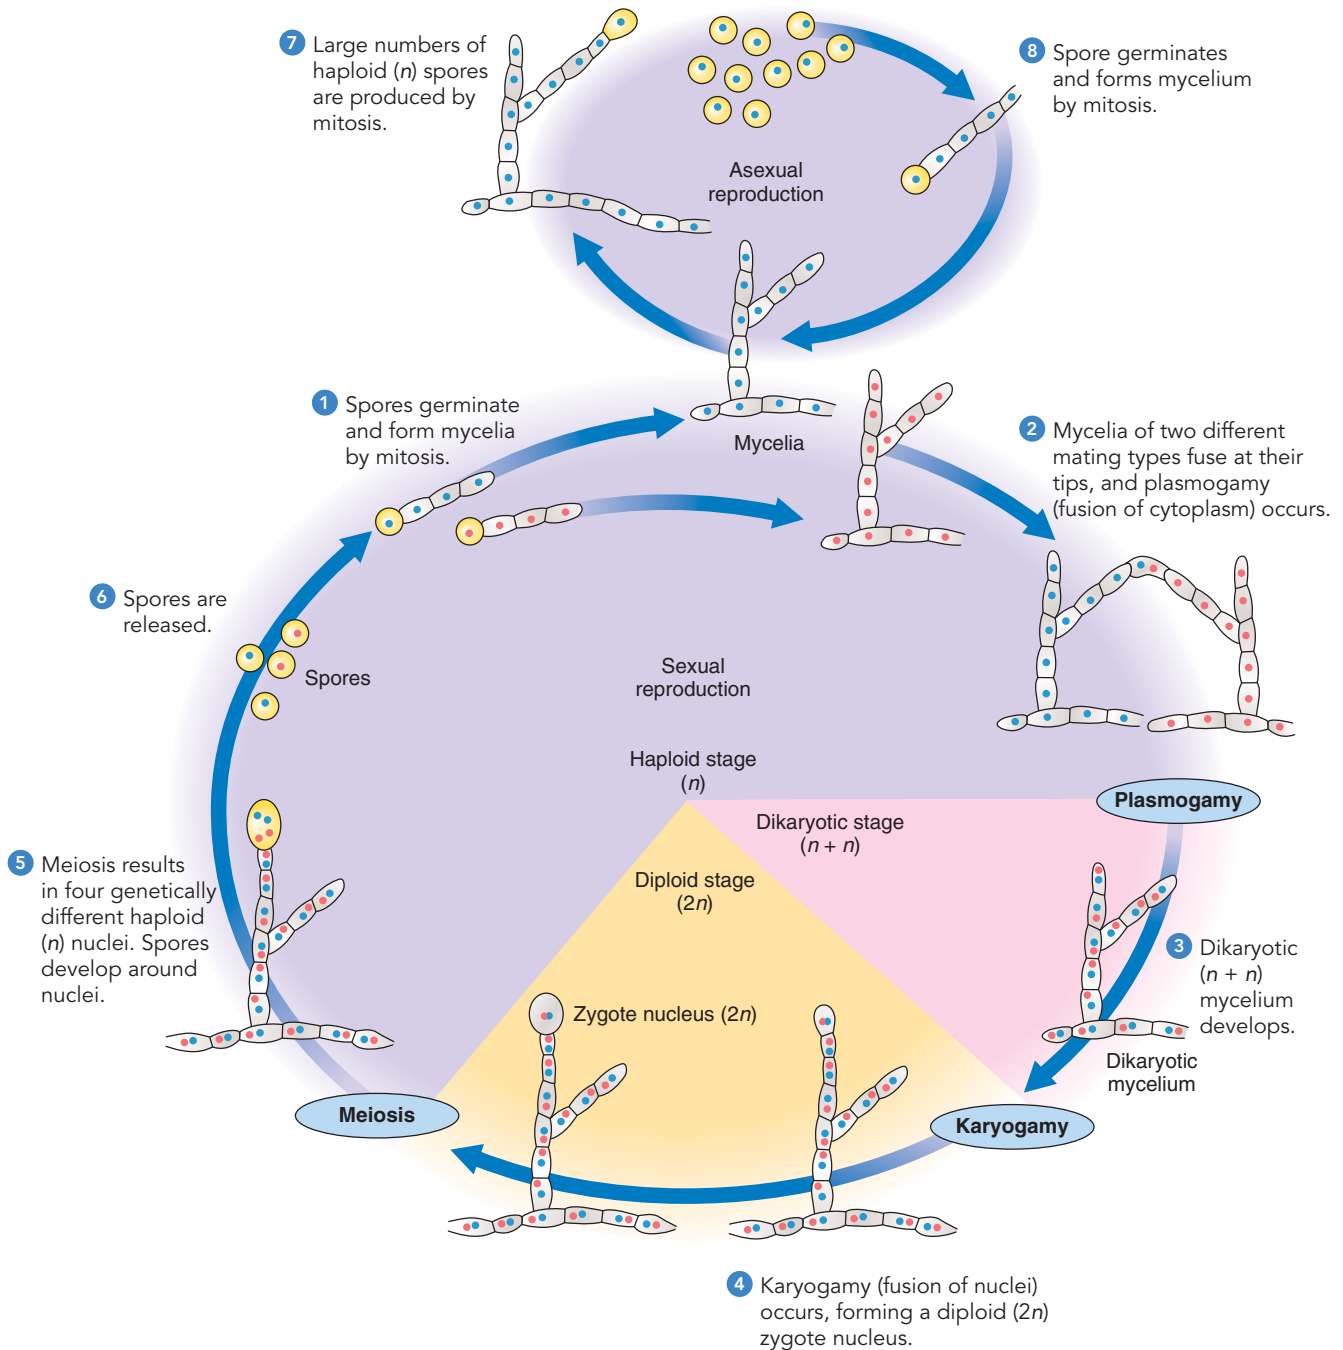 7 Large numbers of
haploid (n) spores
are produced by
mitosis.
8 Spore germinates
and forms mycelium
by mitosis.
Asexual
reproduction
1 Spores germinate
and form mycelia
by mitosis.
Mycelia
2 Mycelia of two different
mating types fuse at their
tips, and plasmogamy
(fusion of cytoplasm) occurs.
6 Spores are
released.
Spores
Sexual
reproduction
Haploid stage
(n)
Plasmogamy
Dikaryotic stage
(n + n)
Diploid stage
(2n)
5 Meiosis results
in four genetically
different haploid
(n) nuclei. Spores
develop around
nuclei.
3 Dikaryotic
(n + n)
mycelium
develops.
Zygote nucleus (2n)
Dikaryotic
mycelium
Meiosis
Karyogamy
4 Karyogamy (fusion of nuclei)
occurs, forming a diploid (2n)
zygote nucleus.